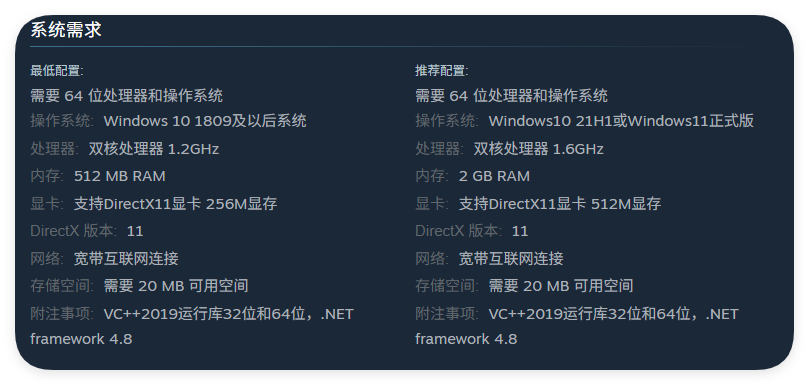 系统需求
最低配置:
需要 64 位处理器和操作系统
操作系统: Windows 10 1809及以后系统
处理器: 双核处理器 1.2GHz
内存: 512 MB RAM
显卡: 支持DirectX11显卡 256M显存
DirectX 版本: 11
网络: 宽带互联网连接
存储空间: 需要 20 MB 可用空间
附注事项: VC++2019运行库32位和64位，.NET
framework 4.8
推荐配置:
需要 64 位处理器和操作系统
操作系统: Windows10 21H1或Windows11正式版
处理器: 双核处理器 1.6GHz
内存: 2 GB RAM
显卡: 支持DirectX11显卡 512M显存
DirectX 版本: 11
网络: 宽带互联网连接
存储空间: 需要 20 MB 可用空间
附注事项: VC++2019运行库32位和64位，.NET
framework 4.8